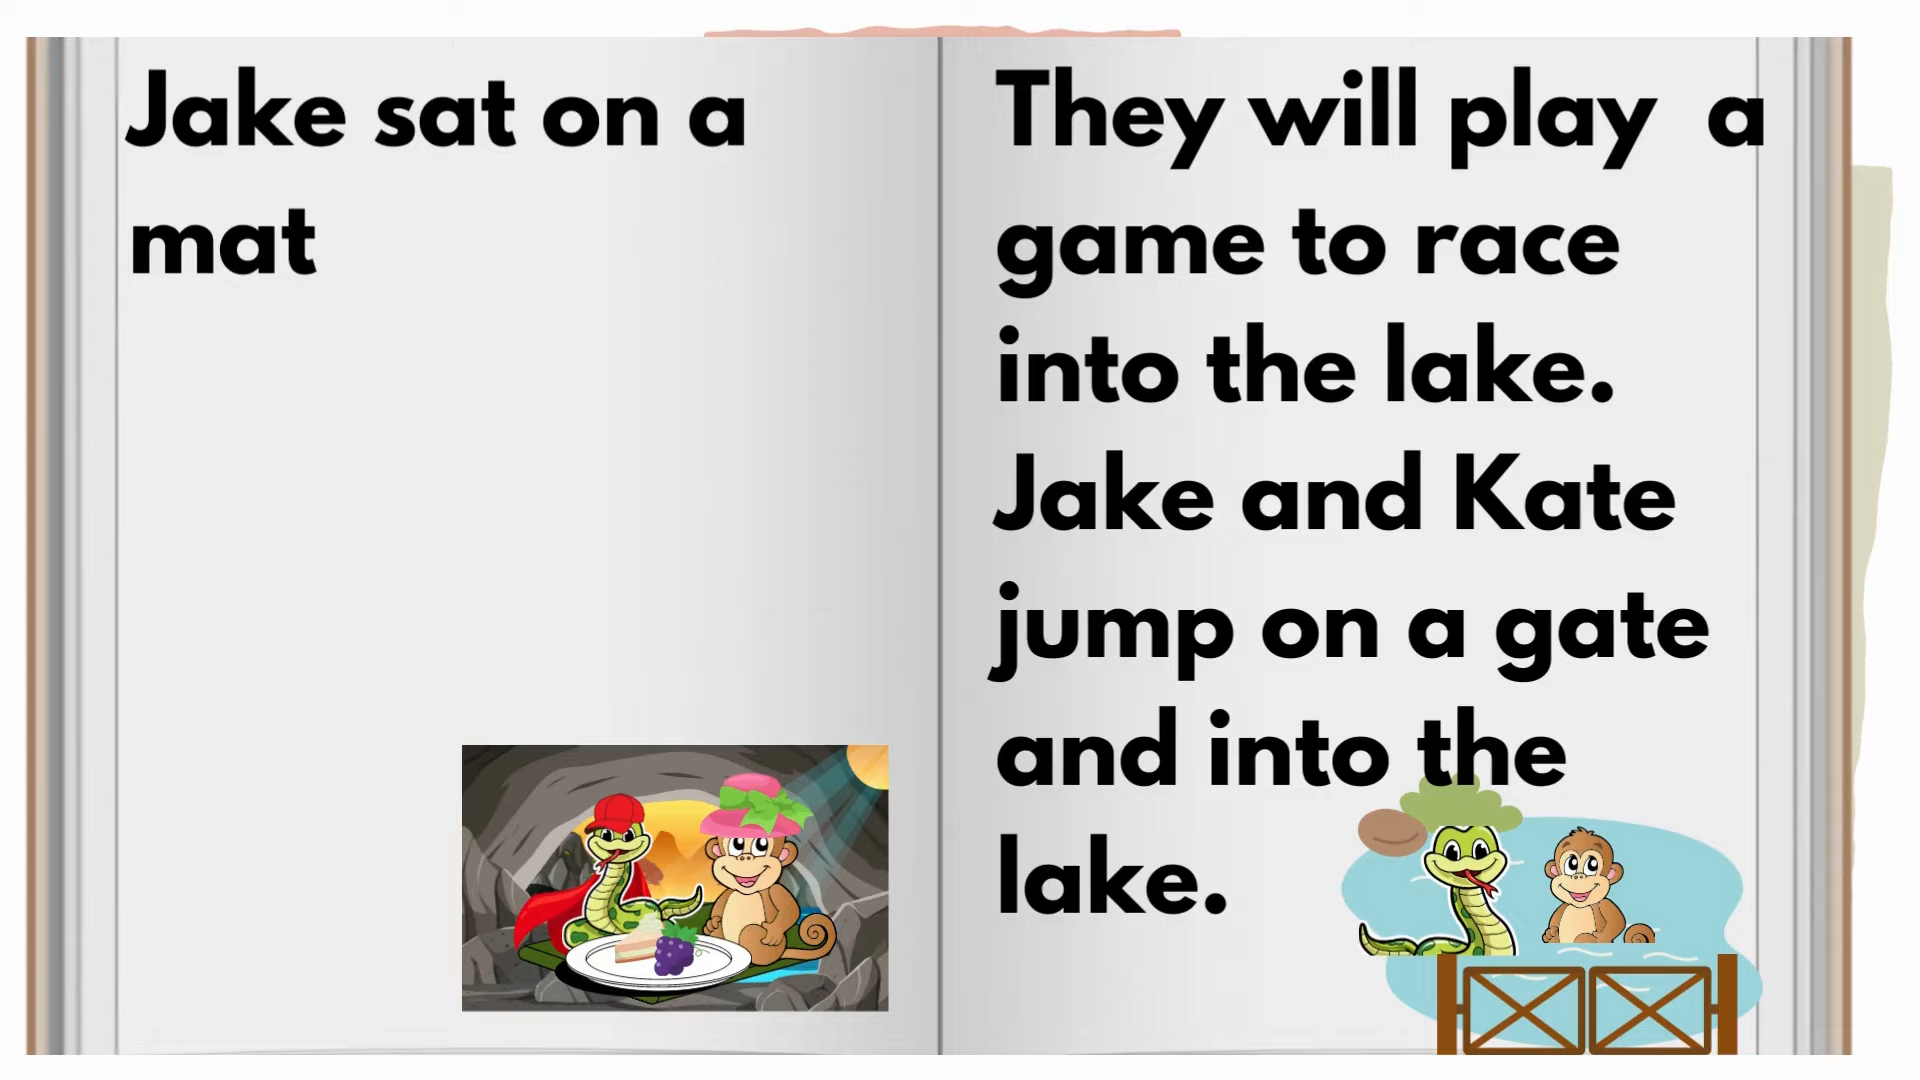 Jake sat on a
mat
They will play a
game to race
into the lake.
Jake and Kate
jump on a gate
and into the
lake.